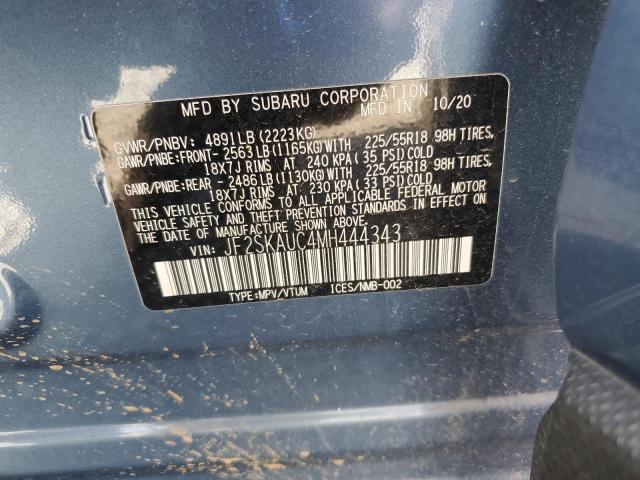 MFD BY SUBARU CORPORATION
MFD IN 10/20
GVWR/PNBV: 4891LB(2223KG)
GAWR/PNBE:FRONT- 2563LB(1165KG)WITH 225/55R18 98H TIRES,
18X7J RIMS AT 240 KPA(35 PSI)COLD
GAWR/PNBE:REAR - 2486LB(1130KG)WITH 225/55R18 98H TIRES,
18X7J RIMS AT 230 KPA(33 PSI)COLD
THIS VEHICLE CONFORMS TO ALL APPLICABLE FEDERAL MOTOR
VEHICLE SAFETY AND THEFT PREVENTION STANDARDS IN EFFECT ON
THE DATE OF MANUFACTURE SHOWN ABOVE.
VIN: JF2SKAUC4MH444343
TYPE:MPV/VTUM ICES/NMB-002